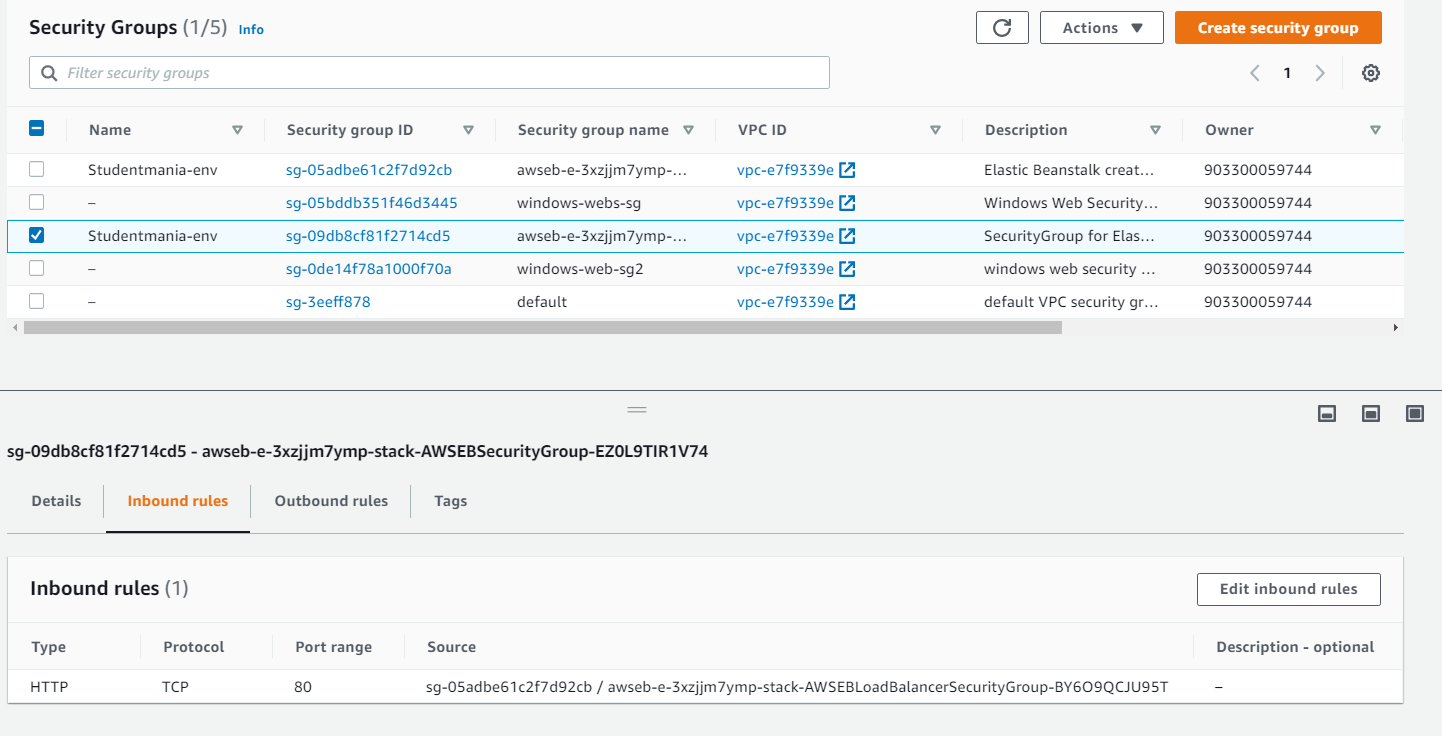 Security Groups (1/5) Info
Actions
Create security group
Filter security groups
1
Name Security group ID Security group name VPC ID Description Owner
Studentmania-env sg-05adbe61c2f7d92cb awseb-e-3xzjjm7ymp-... vpc-e7f9339e Elastic Beanstalk creat... 903300059744
– sg-05bddb351f46d3445 windows-webs-sg vpc-e7f9339e Windows Web Security... 903300059744
Studentmania-env sg-09db8cf81f2714cd5 awseb-e-3xzjjm7ymp-... vpc-e7f9339e SecurityGroup for Elas... 903300059744
– sg-0de14f78a1000f70a windows-web-sg2 vpc-e7f9339e windows web security ... 903300059744
– sg-3eeff878 default vpc-e7f9339e default VPC security gr... 903300059744
sg-09db8cf81f2714cd5 - awseb-e-3xzjjm7ymp-stack-AWSEBSecurityGroup-EZ0L9TIR1V74
Details Inbound rules Outbound rules Tags
Inbound rules (1)
Edit inbound rules
Type Protocol Port range Source Description - optional
HTTP TCP 80 sg-05adbe61c2f7d92cb / awseb-e-3xzjjm7ymp-stack-AWSEBLoadBalancerSecurityGroup-BY6O9QCJU95T –